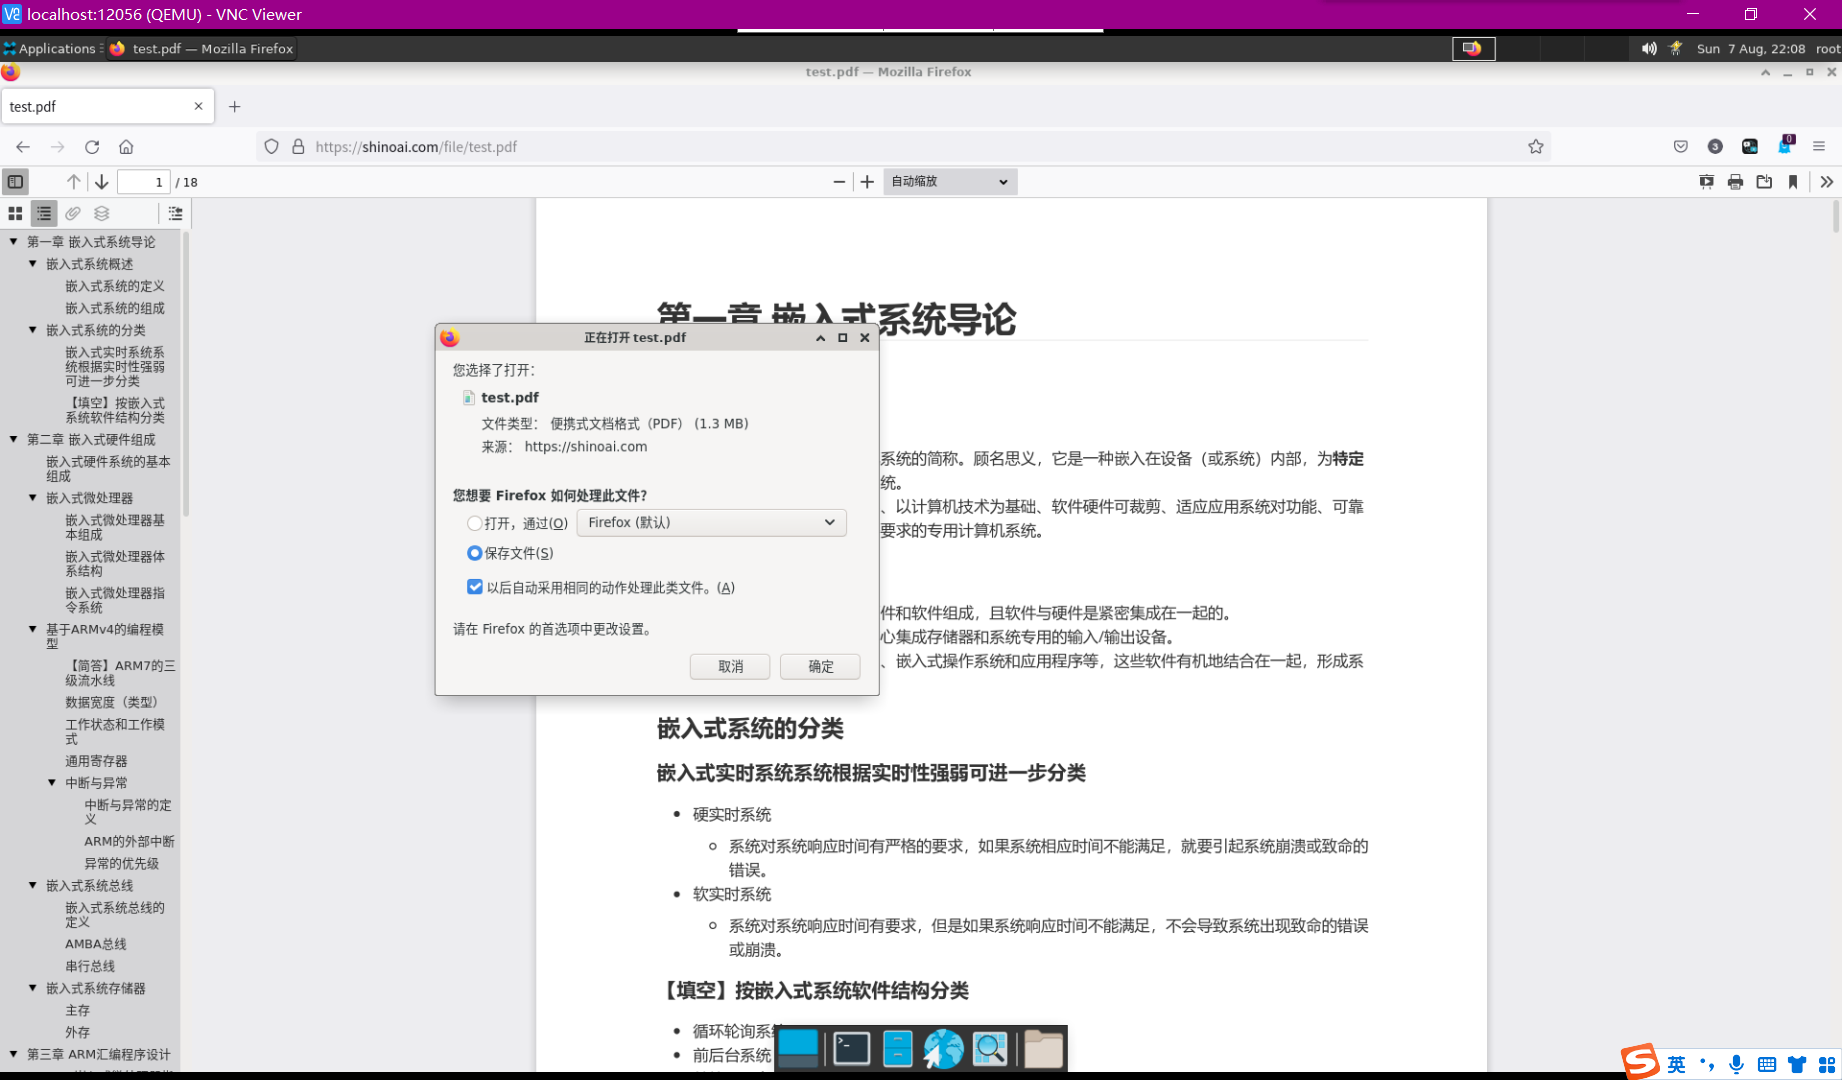 localhost:12056 (QEMU) - VNC Viewer
Applications
test.pdf — Mozilla Firefox
Sun 7 Aug, 22:08 root
test.pdf — Mozilla Firefox
test.pdf
https://shinoai.com/file/test.pdf
3
0
1 / 18
自动缩放
第一章 嵌入式系统导论
嵌入式系统概述
嵌入式系统的定义
嵌入式系统的组成
嵌入式系统的分类
嵌入式实时系统系
统根据实时性强弱
可进一步分类
【填空】按嵌入式
系统软件结构分类
第二章 嵌入式硬件组成
嵌入式硬件系统的基本
组成
嵌入式微处理器
嵌入式微处理器基
本组成
嵌入式微处理器体
系结构
嵌入式微处理器指
令系统
基于ARMv4的编程模
型
【简答】ARM7的三
级流水线
数据宽度（类型）
工作状态和工作模
式
通用寄存器
中断与异常
中断与异常的定
义
ARM的外部中断
异常的优先级
嵌入式系统总线
嵌入式系统总线的
定义
AMBA总线
串行总线
嵌入式系统存储器
主存
外存
第三章 ARM汇编程序设计
第一章 嵌入式系统导论
正在打开 test.pdf
您选择了打开：
test.pdf
文件类型： 便携式文档格式（PDF） (1.3 MB)
来源： https://shinoai.com
您想要 Firefox 如何处理此文件？
打开，通过(O)
Firefox (默认)
保存文件(S)
以后自动采用相同的动作处理此类文件。(A)
请在 Firefox 的首选项中更改设置。
取消
确定
系统的简称。顾名思义，它是一种嵌入在设备（或系统）内部，为特定
统。
、以计算机技术为基础、软件硬件可裁剪、适应应用系统对功能、可靠
要求的专用计算机系统。
件和软件组成，且软件与硬件是紧密集成在一起的。
心集成存储器和系统专用的输入/输出设备。
、嵌入式操作系统和应用程序等，这些软件有机地结合在一起，形成系
嵌入式系统的分类
嵌入式实时系统系统根据实时性强弱可进一步分类
硬实时系统
系统对系统响应时间有严格的要求，如果系统相应时间不能满足，就要引起系统崩溃或致命的
错误。
软实时系统
系统对系统响应时间有要求，但是如果系统响应时间不能满足，不会导致系统出现致命的错误
或崩溃。
【填空】按嵌入式系统软件结构分类
循环轮询系统
前后台系统
英